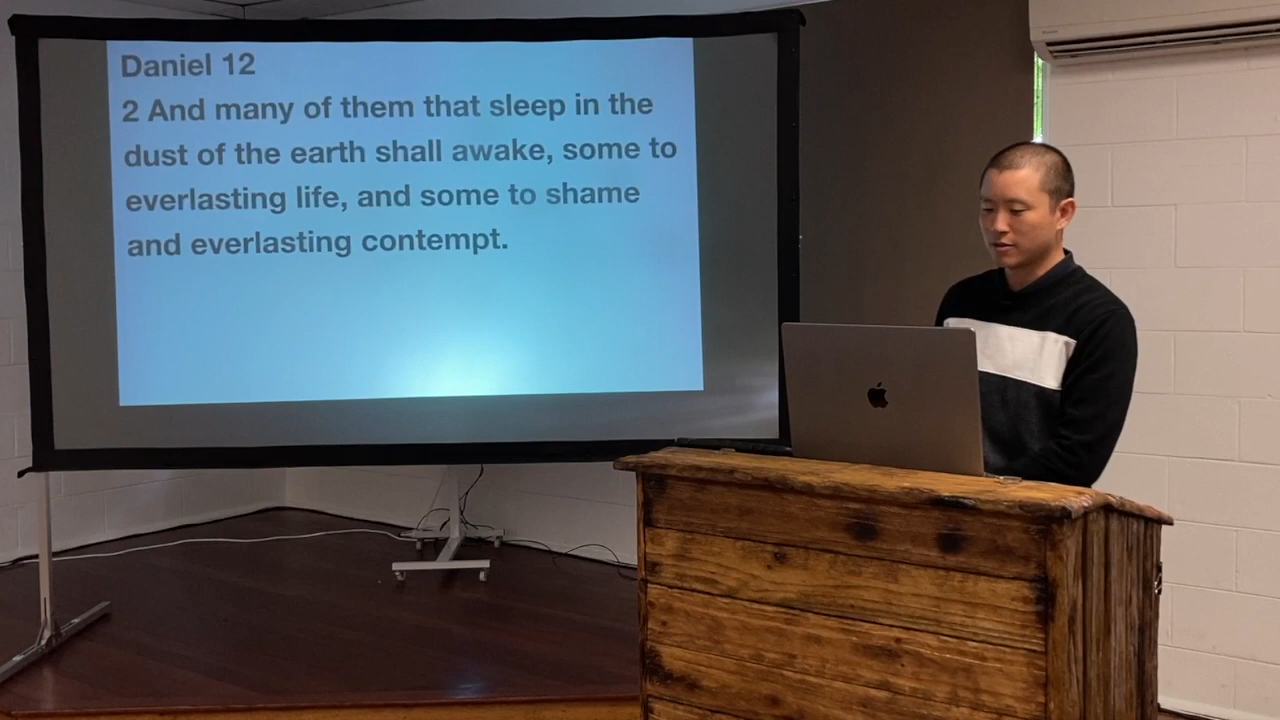 Daniel 12
2 And many of them that sleep in the
dust of the earth shall awake, some to
everlasting life, and some to shame
and everlasting contempt.